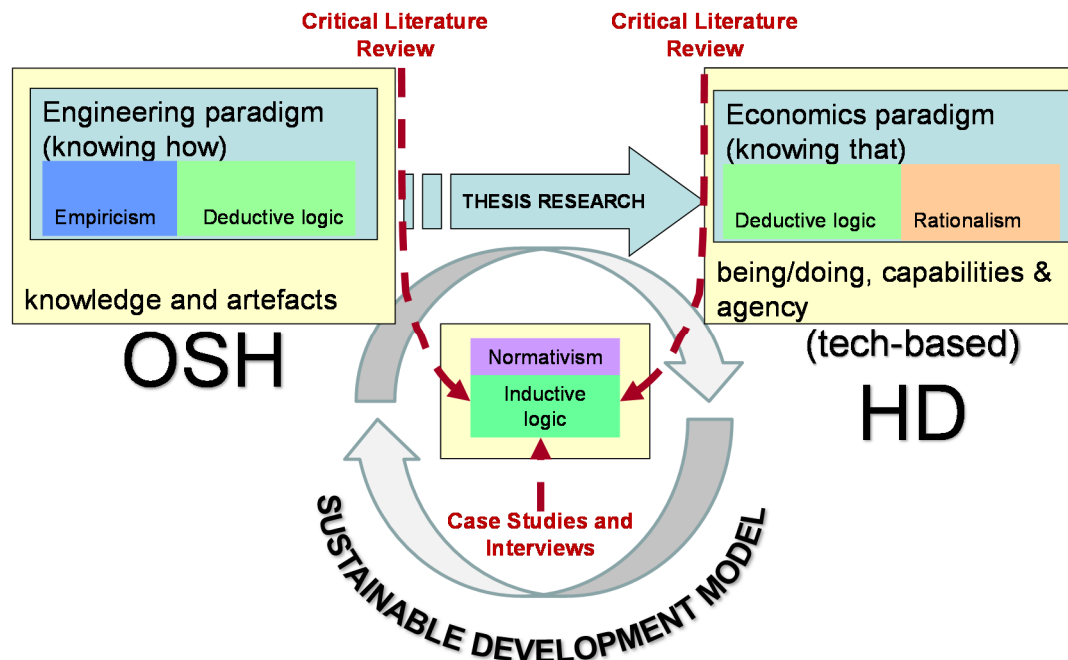 Critical Literature
Review
Critical Literature
Review
Engineering paradigm
(knowing how)
Empiricism
Deductive logic
knowledge and artefacts
OSH
THESIS RESEARCH
Economics paradigm
(knowing that)
Deductive logic
Rationalism
being/doing, capabilities &
agency
(tech-based)
HD
Normativism
Inductive
logic
Case Studies and
Interviews
SUSTAINABLE DEVELOPMENT MODEL